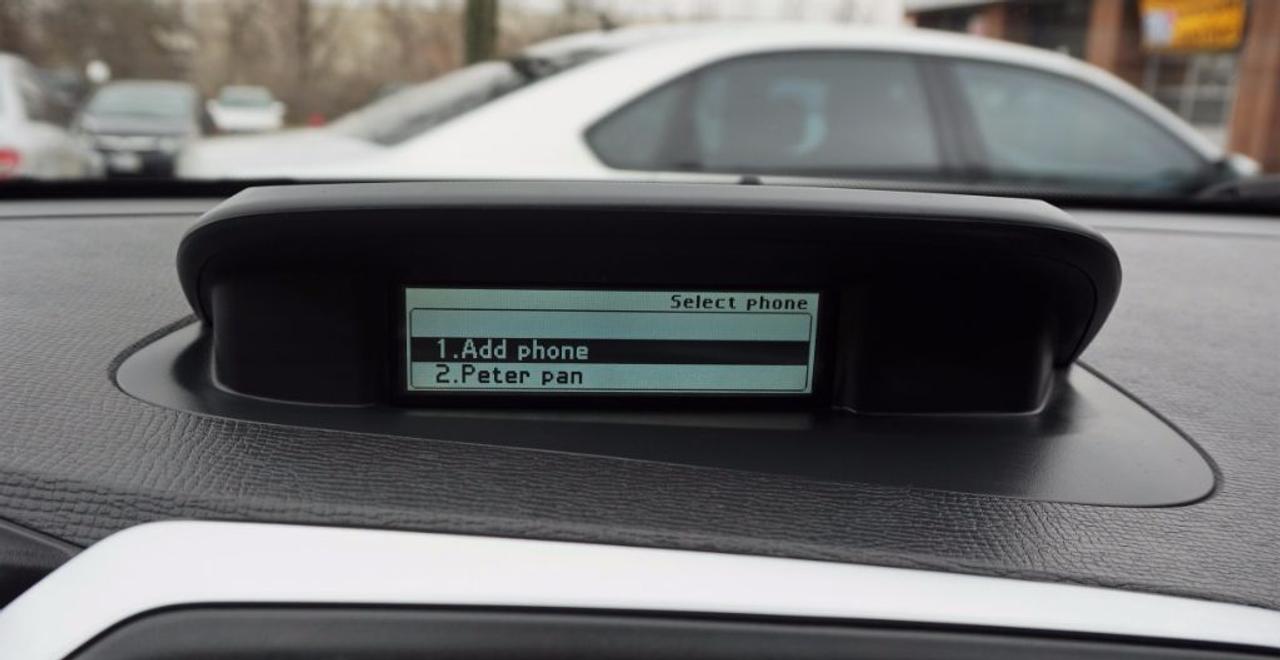 Select phone
1.Add phone
2.Peter pan